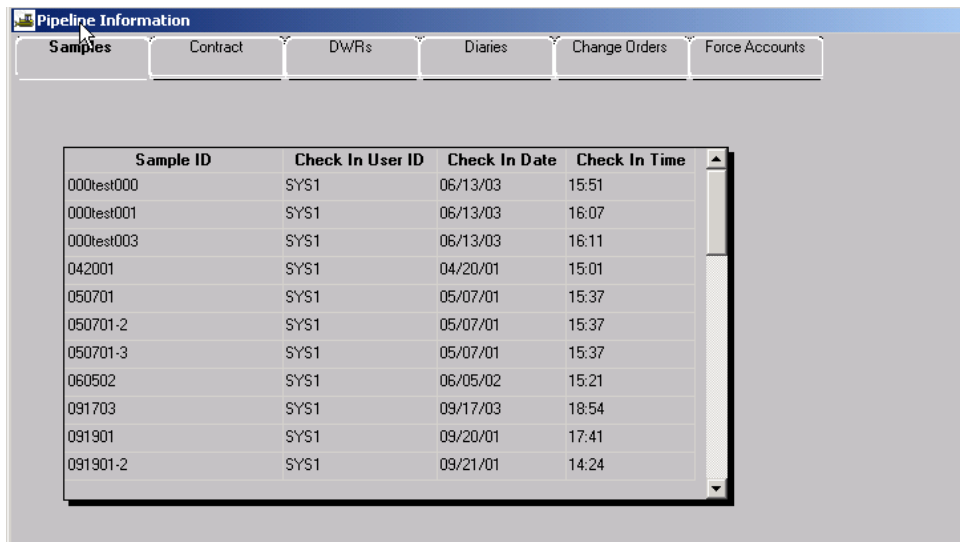 Pipeline Information
Samples Contract DWRs Diaries Change Orders Force Accounts
Sample ID Check In User ID Check In Date Check In Time
000test000 SYS1 06/13/03 15:51
000test001 SYS1 06/13/03 16:07
000test003 SYS1 06/13/03 16:11
042001 SYS1 04/20/01 15:01
050701 SYS1 05/07/01 15:37
050701-2 SYS1 05/07/01 15:37
050701-3 SYS1 05/07/01 15:37
060502 SYS1 06/05/02 15:21
091703 SYS1 09/17/03 18:54
091901 SYS1 09/20/01 17:41
091901-2 SYS1 09/21/01 14:24